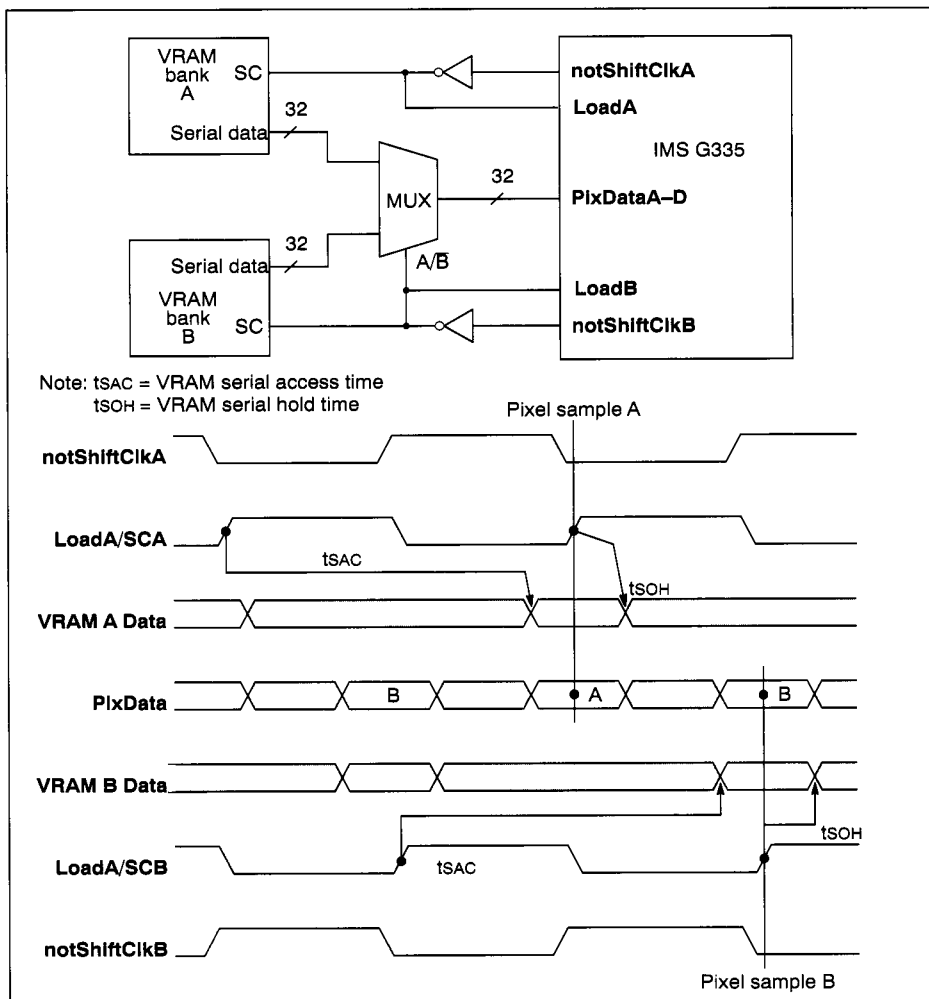 VRAM
bank
A
SC
Serial data
32
notShiftClkA
LoadA
IMS G335
MUX
32
PixDataA–D
32
Serial data
A/B̅
VRAM
bank
B
SC
LoadB
notShiftClkB
Note: tSAC = VRAM serial access time
tSOH = VRAM serial hold time
Pixel sample A
notShiftClkA
LoadA/SCA
tSAC
tSOH
VRAM A Data
PixData
B
A
B
VRAM B Data
tSOH
LoadA/SCB
tSAC
notShiftClkB
Pixel sample B